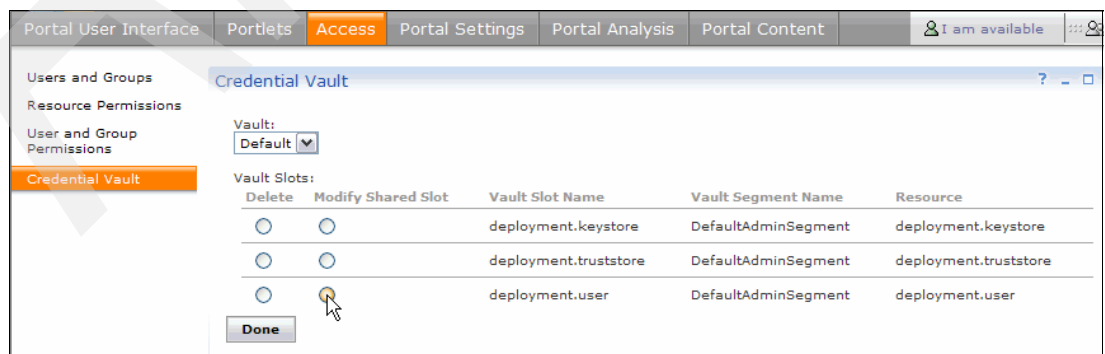 Portal User Interface Portlets Access Portal Settings Portal Analysis Portal Content I am available
Users and Groups
Resource Permissions
User and Group
Permissions
Credential Vault
Credential Vault ?
Vault:
Default
Vault Slots:
Delete Modify Shared Slot Vault Slot Name Vault Segment Name Resource
deployment.keystore DefaultAdminSegment deployment.keystore
deployment.truststore DefaultAdminSegment deployment.truststore
deployment.user DefaultAdminSegment deployment.user
Done